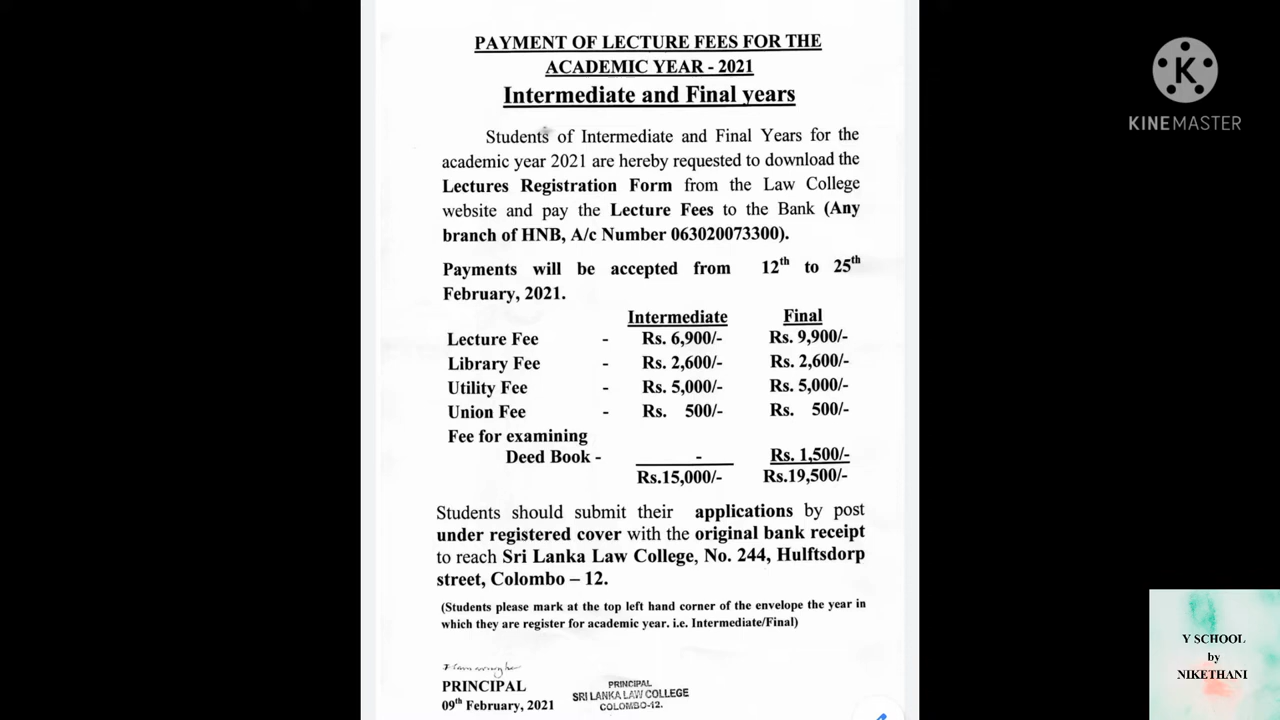 PAYMENT OF LECTURE FEES FOR THE
ACADEMIC YEAR - 2021
Intermediate and Final years
Students of Intermediate and Final Years for the
academic year 2021 are hereby requested to download the
Lectures Registration Form from the Law College
website and pay the Lecture Fees to the Bank (Any
branch of HNB, A/c Number 063020073300).
Payments will be accepted from 12th to 25th
February, 2021.
Intermediate Final
Lecture Fee - Rs. 6,900/- Rs. 9,900/-
Library Fee - Rs. 2,600/- Rs. 2,600/-
Utility Fee - Rs. 5,000/- Rs. 5,000/-
Union Fee - Rs. 500/- Rs. 500/-
Fee for examining
Deed Book - - Rs. 1,500/-
Rs.15,000/- Rs.19,500/-
Students should submit their applications by post
under registered cover with the original bank receipt
to reach Sri Lanka Law College, No. 244, Hulftsdorp
street, Colombo – 12.
(Students please mark at the top left hand corner of the envelope the year in
which they are register for academic year. i.e. Intermediate/Final)
PRINCIPAL
09th February, 2021
PRINCIPAL
SRI LANKA LAW COLLEGE
COLOMBO-12.
KINEMASTER
Y SCHOOL
by
NIKETHANI